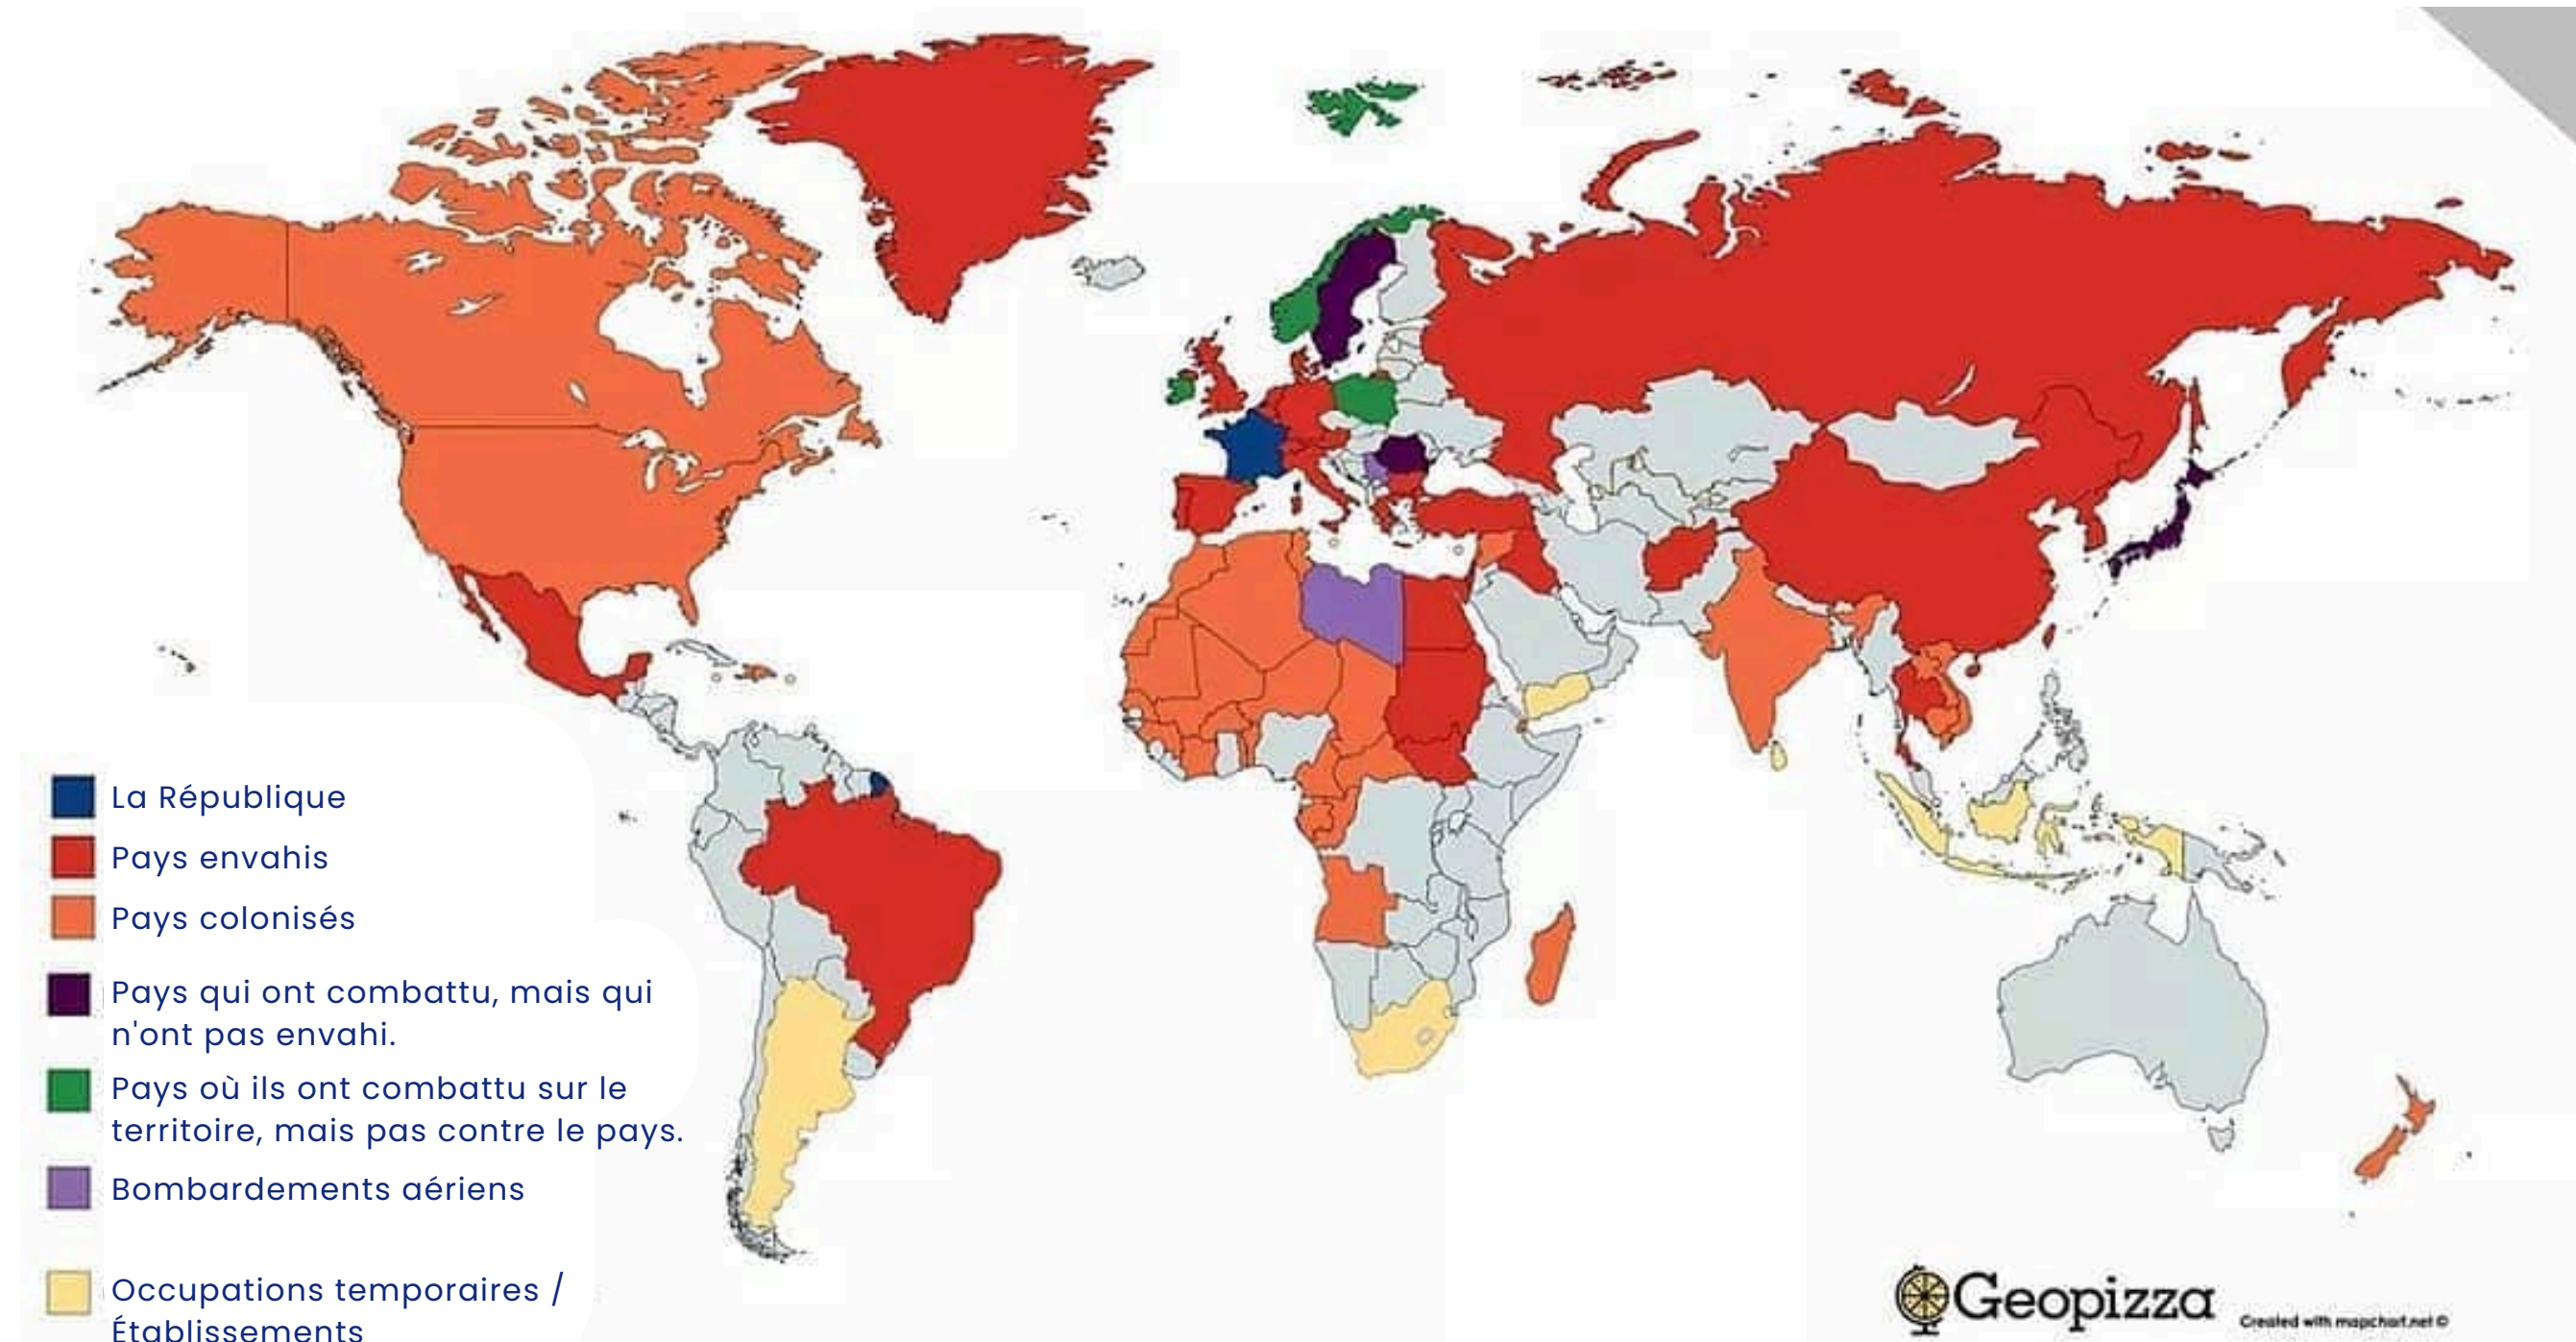 La République
Pays envahis
Pays colonisés
Pays qui ont combattu, mais qui
n'ont pas envahi.
Pays où ils ont combattu sur le
territoire, mais pas contre le pays.
Bombardements aériens
Occupations temporaires /
Établissements
Geopizza
Created with mapchart.net ©